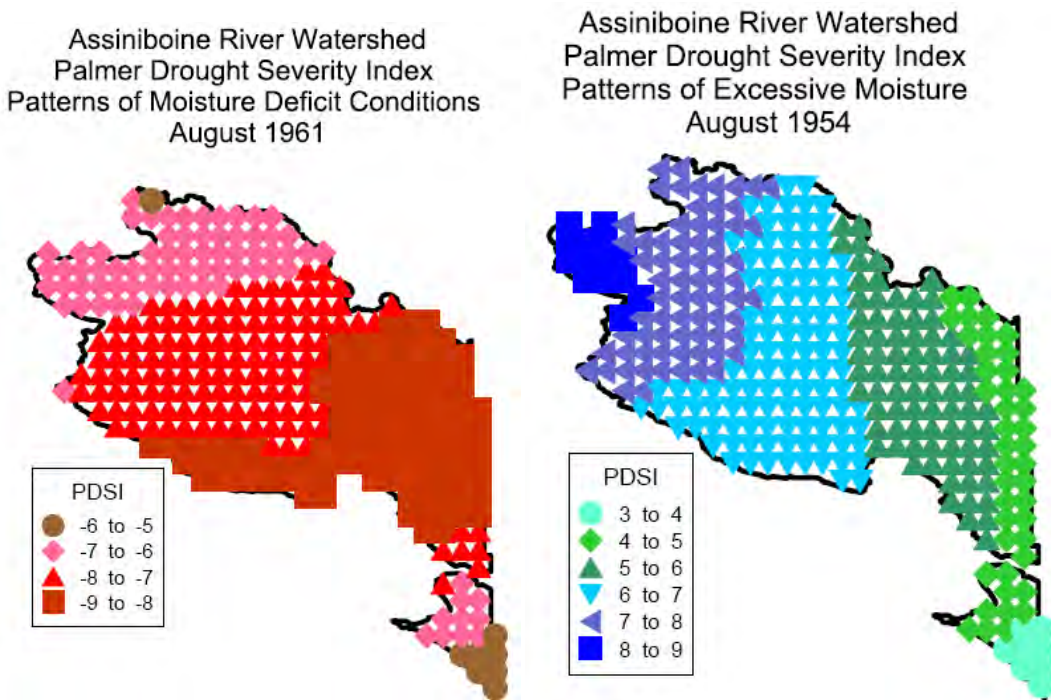 Assiniboine River Watershed
Palmer Drought Severity Index
Patterns of Moisture Deficit Conditions
August 1961
PDSI
-6 to -5
-7 to -6
-8 to -7
-9 to -8
Assiniboine River Watershed
Palmer Drought Severity Index
Patterns of Excessive Moisture
August 1954
PDSI
3 to 4
4 to 5
5 to 6
6 to 7
7 to 8
8 to 9